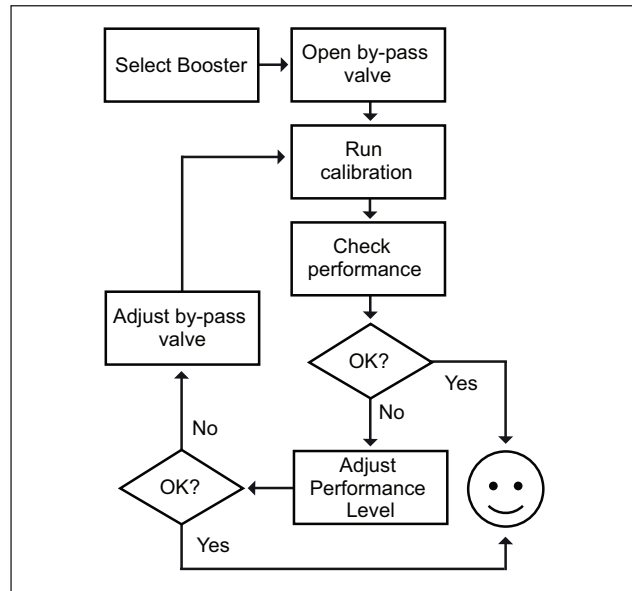 Select Booster
Open by-pass
valve
Run
calibration
Check
performance
Adjust by-pass
valve
OK?
Yes
No
No
Adjust
Performance
Level
OK?
Yes